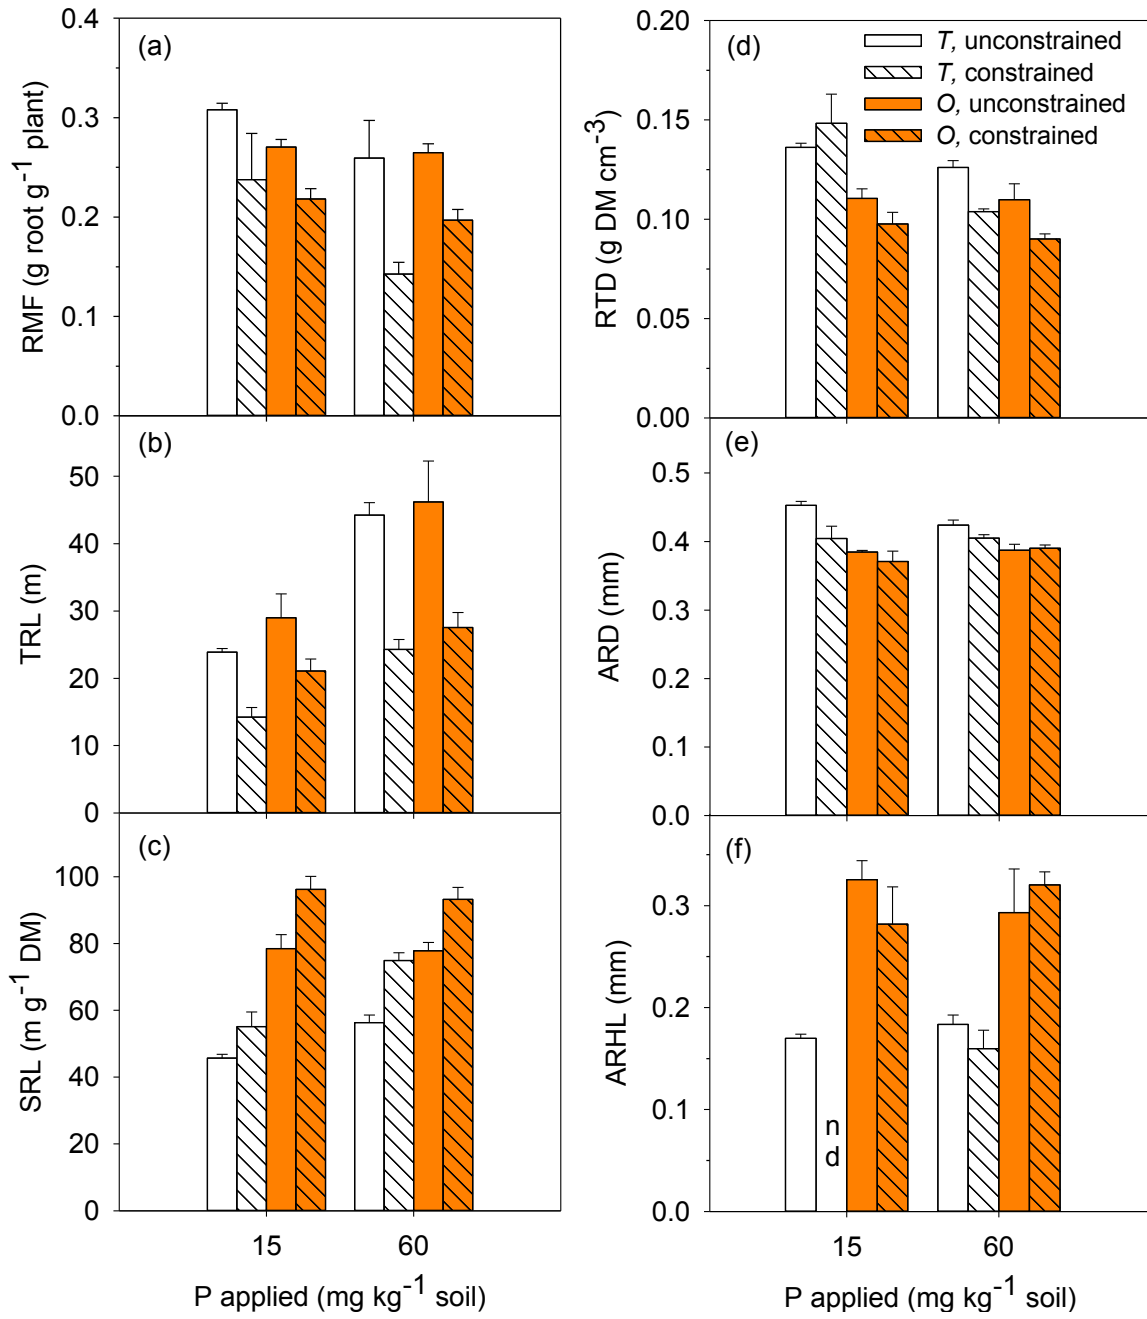 (a)
RMF (g root g-1 plant)
0.4
0.3
0.2
0.1
0.0
(b)
TRL (m)
50
40
30
20
10
0
(c)
SRL (m g-1 DM)
100
80
60
40
20
0
15
60
P applied (mg kg-1 soil)
(d)
T, unconstrained
T, constrained
O, unconstrained
O, constrained
RTD (g DM cm-3)
0.20
0.15
0.10
0.05
0.00
(e)
ARD (mm)
0.5
0.4
0.3
0.2
0.1
0.0
(f)
ARHL (mm)
0.3
0.2
0.1
0.0
n
d
15
60
P applied (mg kg-1 soil)